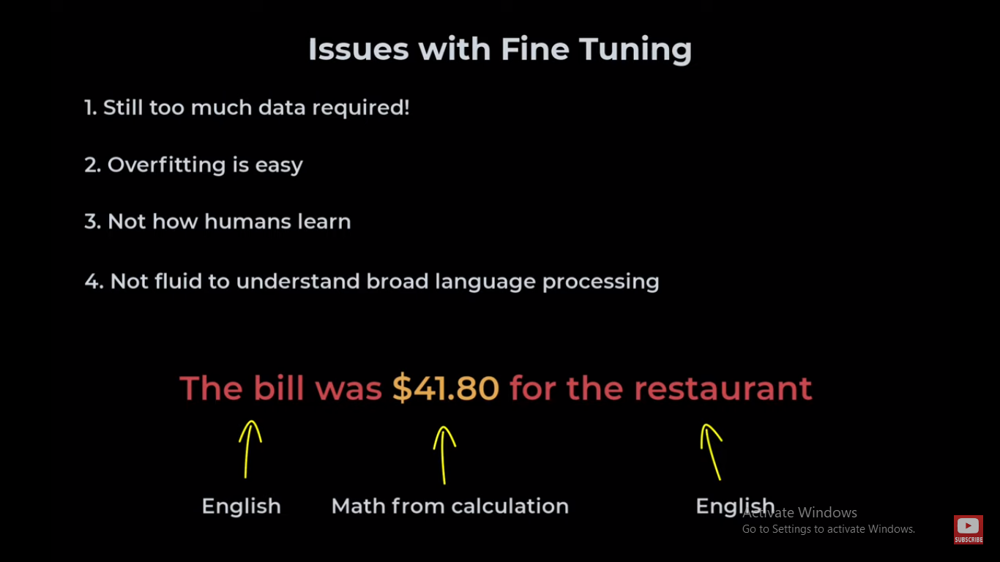 Issues with Fine Tuning
1. Still too much data required!
2. Overfitting is easy
3. Not how humans learn
4. Not fluid to understand broad language processing
The bill was $41.80 for the restaurant
English
Math from calculation
English
Activate Windows
Go to Settings to activate Windows.
SUBSCRIBE